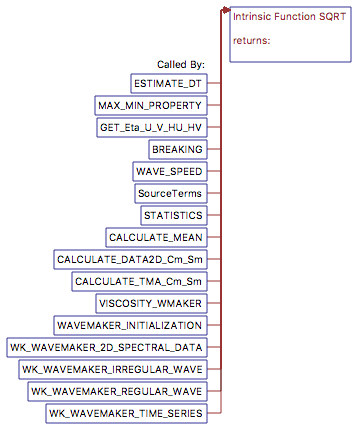 Intrinsic Function SQRT
returns:
Called By:
ESTIMATE_DT
MAX_MIN_PROPERTY
GET_Eta_U_V_HU_HV
BREAKING
WAVE_SPEED
SourceTerms
STATISTICS
CALCULATE_MEAN
CALCULATE_DATA2D_Cm_Sm
CALCULATE_TMA_Cm_Sm
VISCOSITY_WMAKER
WAVEMAKER_INITIALIZATION
WK_WAVEMAKER_2D_SPECTRAL_DATA
WK_WAVEMAKER_IRREGULAR_WAVE
WK_WAVEMAKER_REGULAR_WAVE
WK_WAVEMAKER_TIME_SERIES